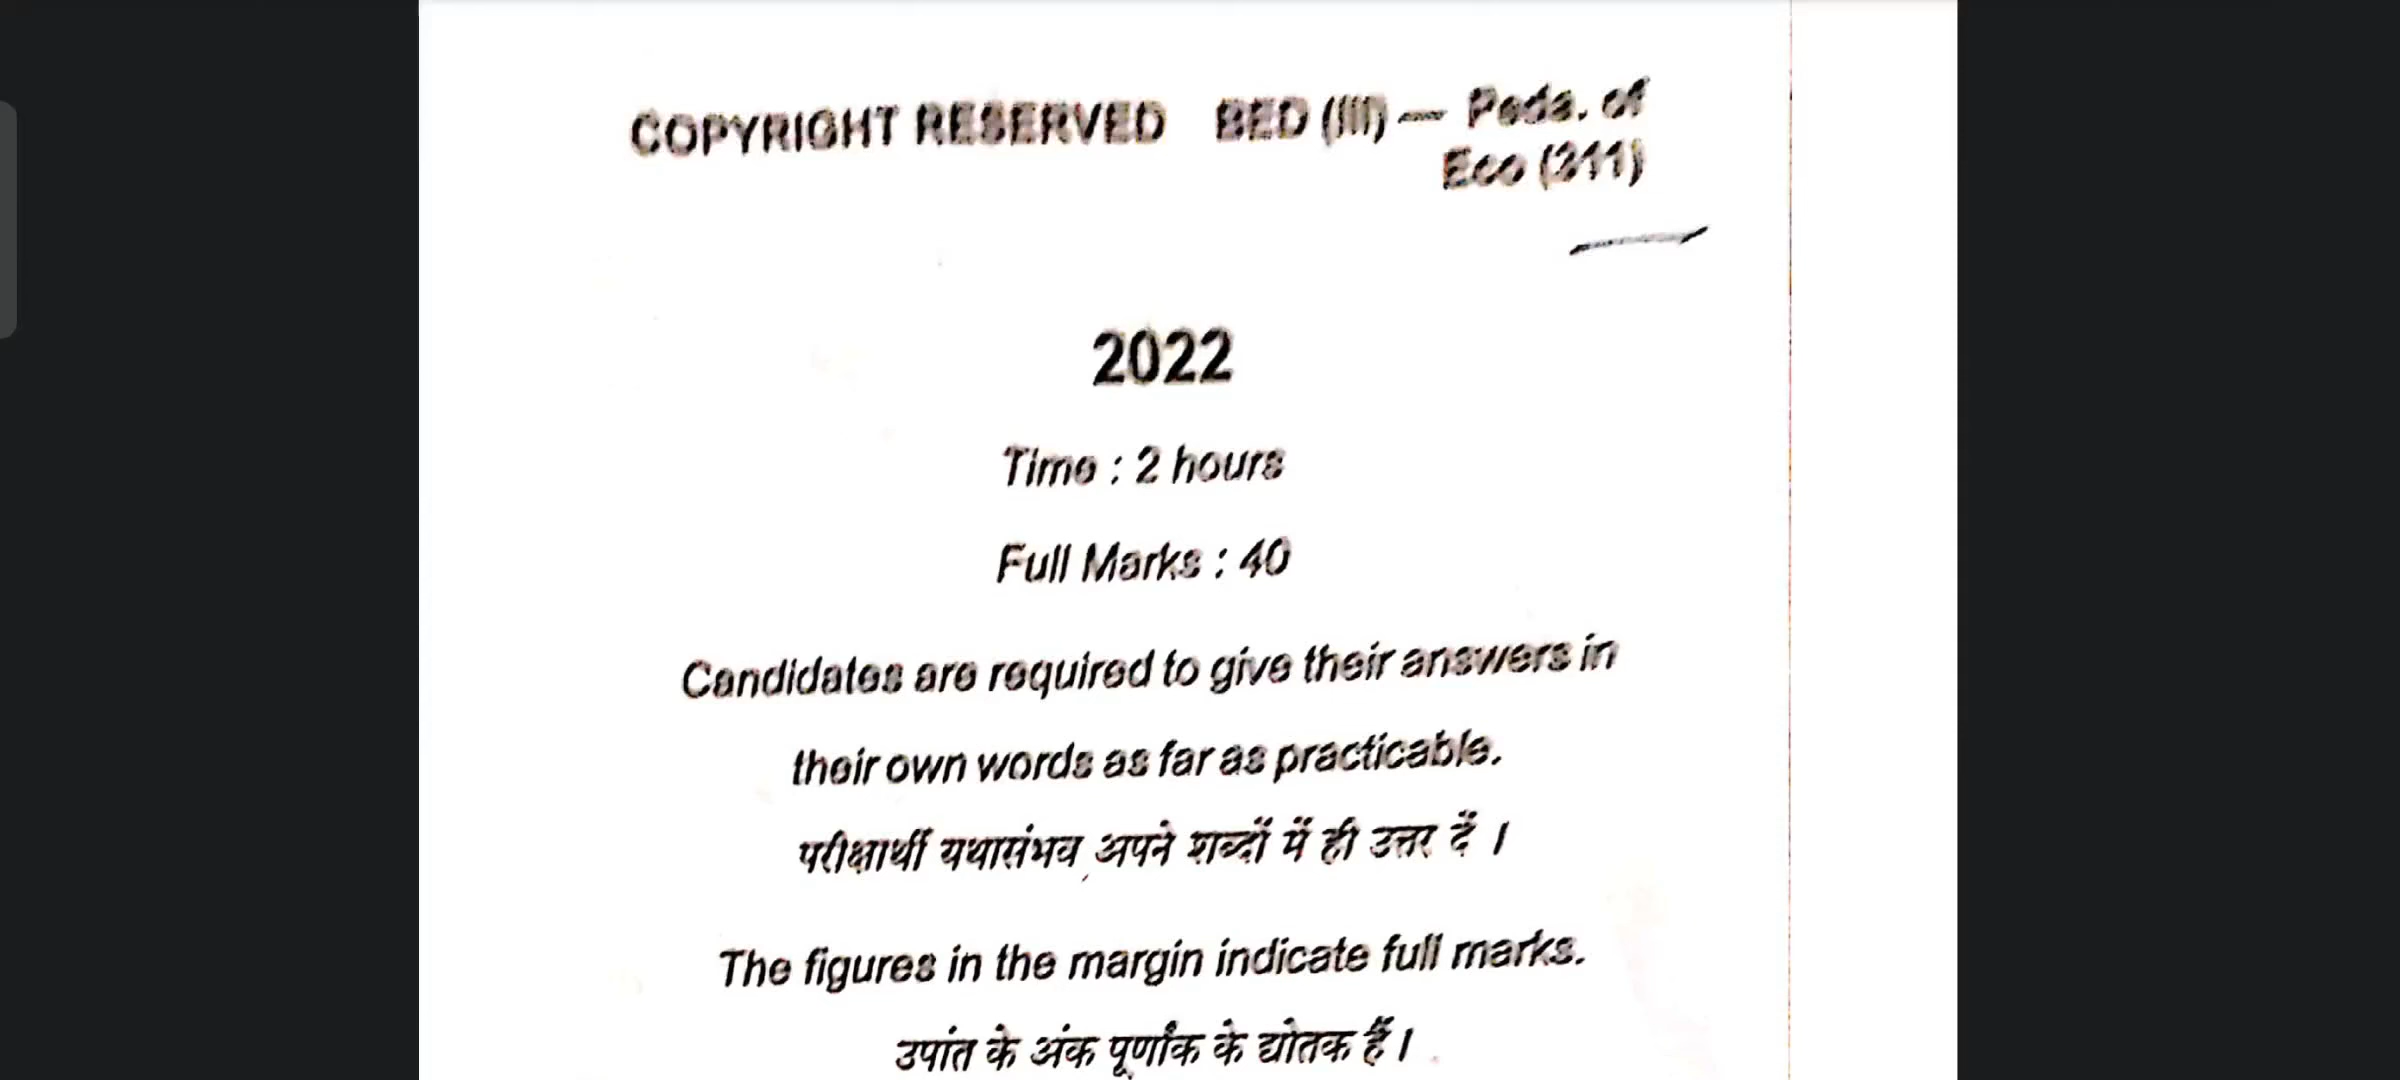 COPYRIGHT RESERVED BED (III) — Peda. of
Eco (311)
2022
Time : 2 hours
Full Marks : 40
Candidates are required to give their answers in
their own words as far as practicable.
परीक्षार्थी यथासंभव अपने शब्दों में ही उत्तर दें ।
The figures in the margin indicate full marks.
उपांत के अंक पूर्णांक के द्योतक हैं ।